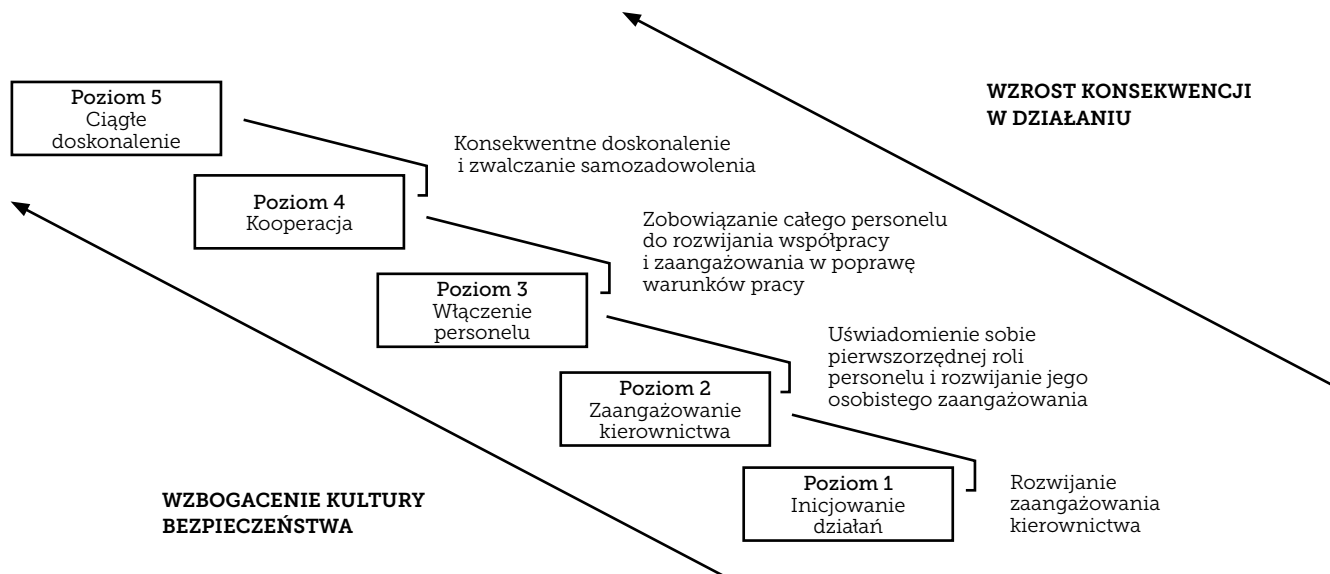 WZROST KONSEKWENCJI
W DZIAŁANIU
Poziom 5
Ciągłe
doskonalenie
Konsekwentne doskonalenie
i zwalczanie samozadowolenia
Poziom 4
Kooperacja
Zobowiązanie całego personelu
do rozwijania współpracy
i zaangażowania w poprawę
warunków pracy
Poziom 3
Włączenie
personelu
Uświadomienie sobie
pierwszorzędnej roli
personelu i rozwijanie jego
osobistego zaangażowania
Poziom 2
Zaangażowanie
kierownictwa
Poziom 1
Inicjowanie
działań
Rozwijanie
zaangażowania
kierownictwa
WZBOGACENIE KULTURY
BEZPIECZEŃSTWA